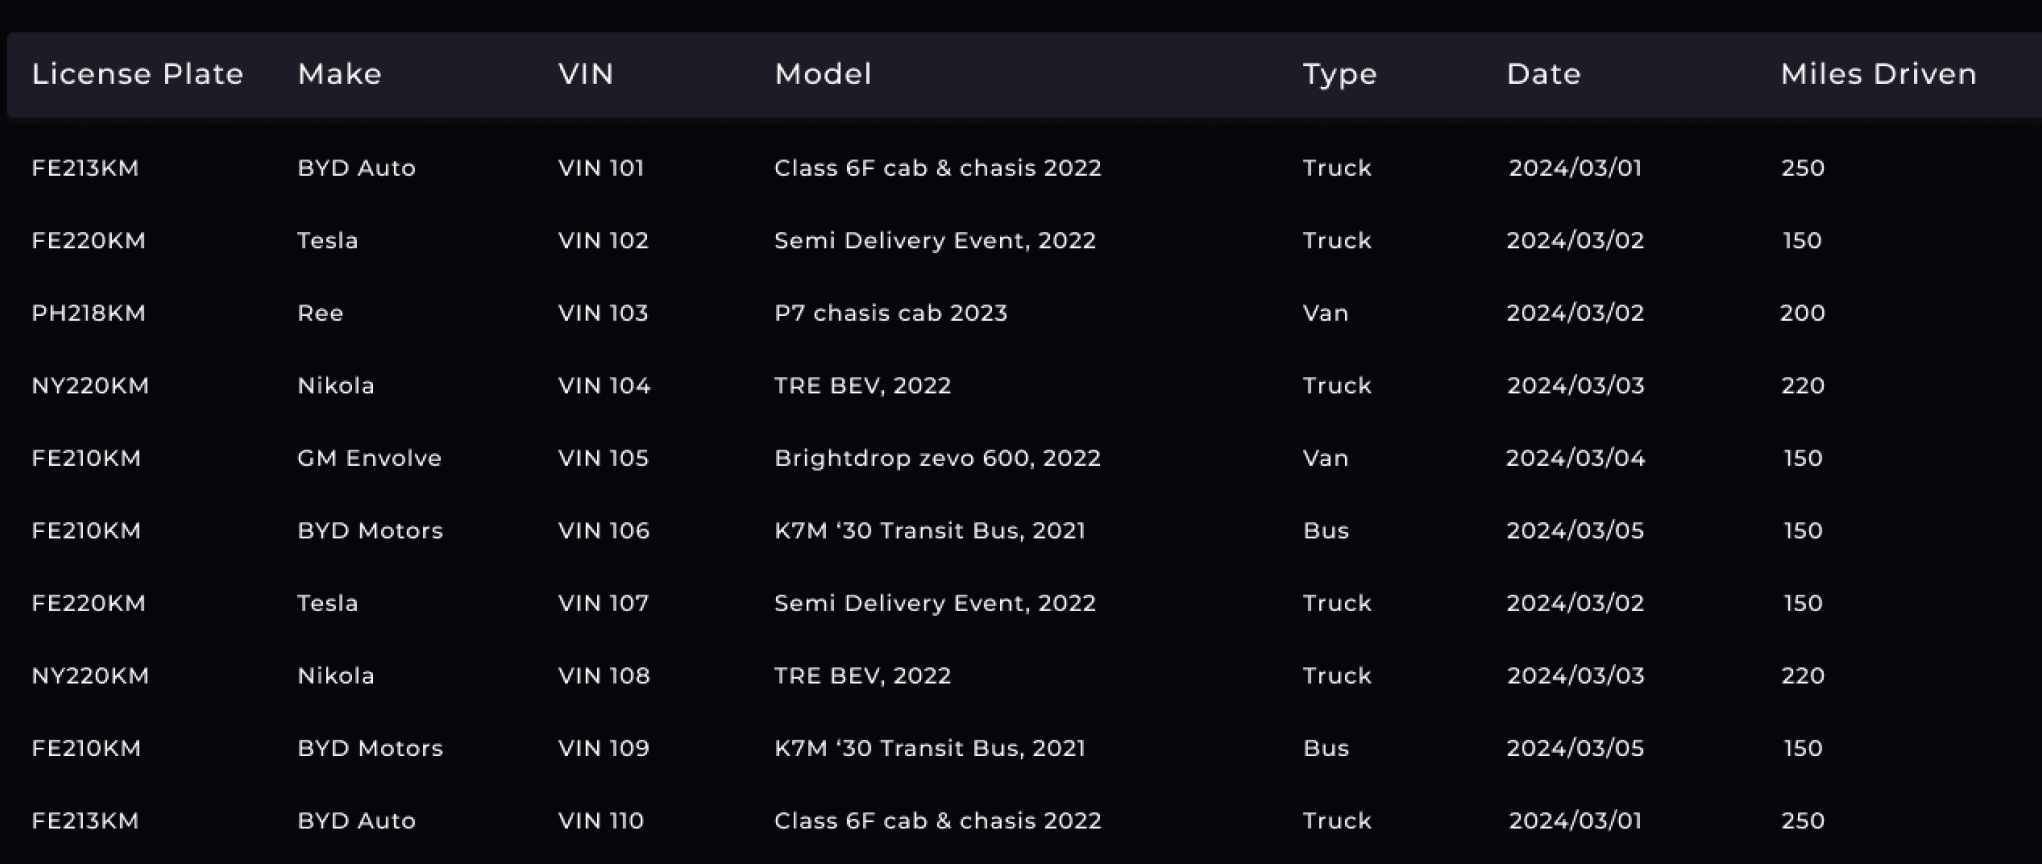 License Plate Make VIN Model Type Date Miles Driven
FE213KM BYD Auto VIN 101 Class 6F cab & chasis 2022 Truck 2024/03/01 250
FE220KM Tesla VIN 102 Semi Delivery Event, 2022 Truck 2024/03/02 150
PH218KM Ree VIN 103 P7 chasis cab 2023 Van 2024/03/02 200
NY220KM Nikola VIN 104 TRE BEV, 2022 Truck 2024/03/03 220
FE210KM GM Envolve VIN 105 Brightdrop zevo 600, 2022 Van 2024/03/04 150
FE210KM BYD Motors VIN 106 K7M ‘30 Transit Bus, 2021 Bus 2024/03/05 150
FE220KM Tesla VIN 107 Semi Delivery Event, 2022 Truck 2024/03/02 150
NY220KM Nikola VIN 108 TRE BEV, 2022 Truck 2024/03/03 220
FE210KM BYD Motors VIN 109 K7M ‘30 Transit Bus, 2021 Bus 2024/03/05 150
FE213KM BYD Auto VIN 110 Class 6F cab & chasis 2022 Truck 2024/03/01 250